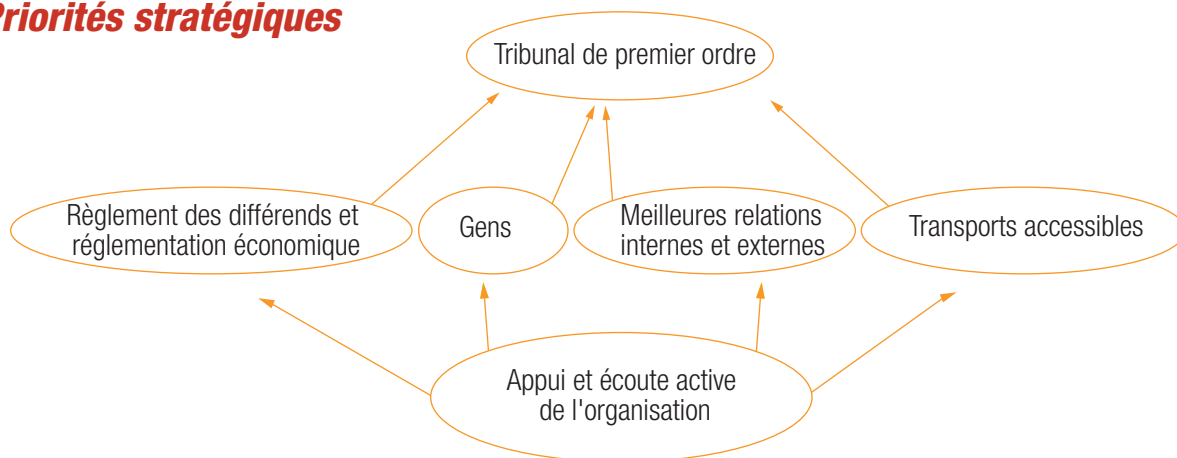 Priorités stratégiques
Tribunal de premier ordre
Règlement des différends et
réglementation économique
Gens
Meilleures relations
internes et externes
Transports accessibles
Appui et écoute active
de l'organisation